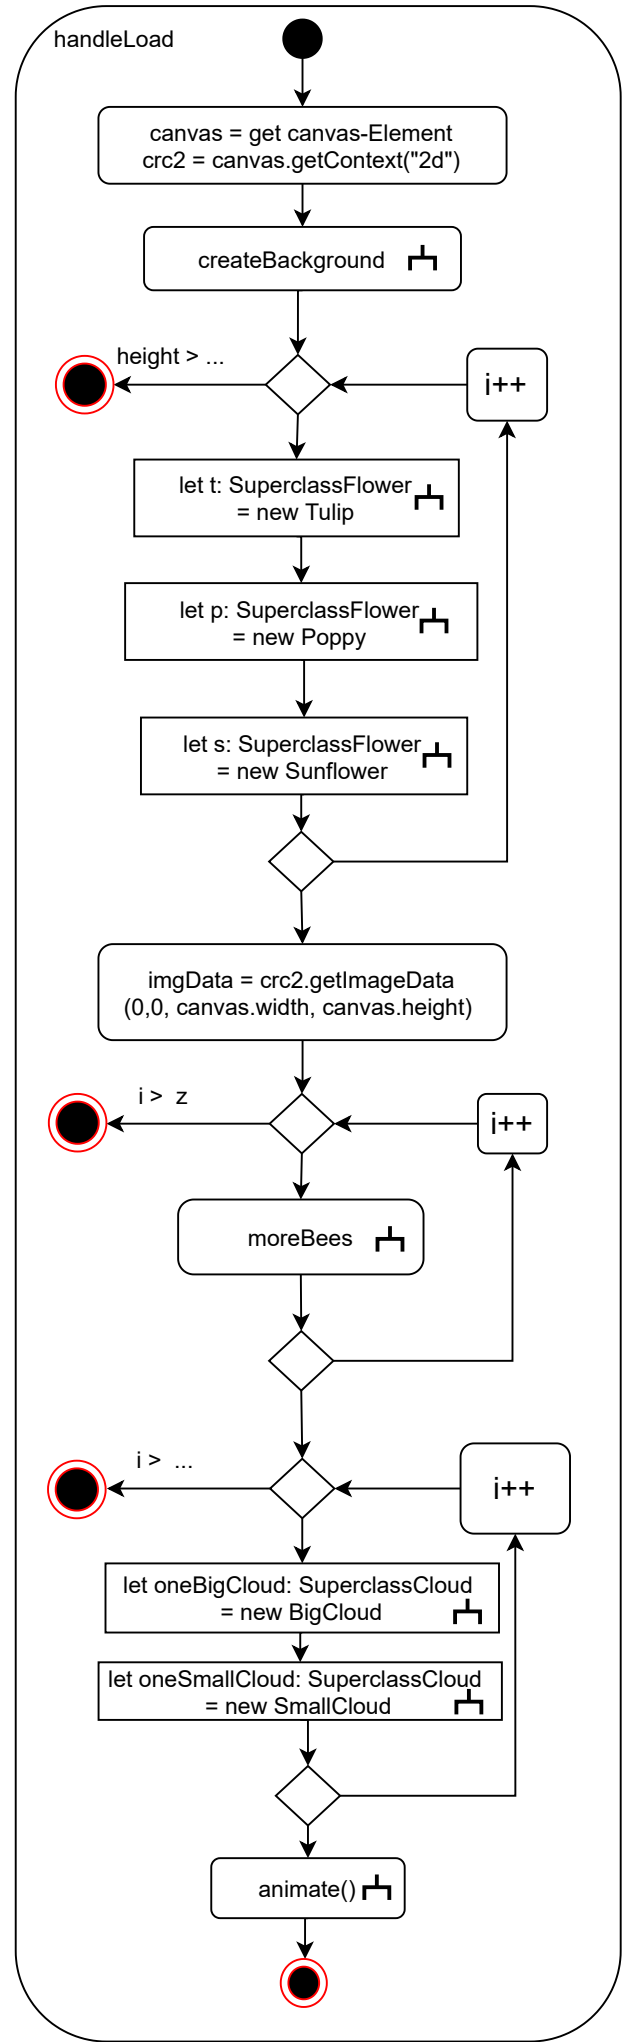 handleLoad
canvas = get canvas-Element
crc2 = canvas.getContext("2d")
createBackground
height > ...
i++
let t: SuperclassFlower
= new Tulip
let p: SuperclassFlower
= new Poppy
let s: SuperclassFlower
= new Sunflower
imgData = crc2.getImageData
(0,0, canvas.width, canvas.height)
i > z
i++
moreBees
i > ...
i++
let oneBigCloud: SuperclassCloud
= new BigCloud
let oneSmallCloud: SuperclassCloud
= new SmallCloud
animate()